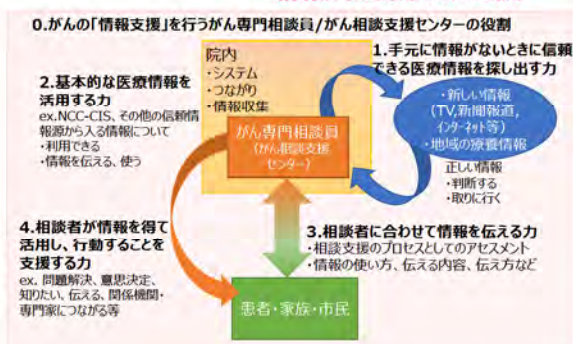 0.がんの「情報支援」を行うがん専門相談員/がん相談支援センターの役割
院内
・システム
・つながり
・情報収集
がん専門相談員
(がん相談支援
センター)
1.手元に情報がないときに信頼
できる医療情報を探し出す力
・新しい情報
(TV,新聞報道,
インターネット等)
・地域の療養情報
正しい情報
・判断する
・取りに行く
2.基本的な医療情報を
活用する力
ex.NCC-CIS、その他の信頼情
報源から入る情報について
・利用できる
・情報を伝える、使う
3.相談者に合わせて情報を伝える力
・相談支援のプロセスとしてのアセスメント
・情報の使い方、伝える内容、伝え方など
4.相談者が情報を得て
活用し、行動することを
支援する力
ex. 問題解決、意思決定、
知りたい、伝える、関係機関・
専門家につながる等
患者・家族・市民